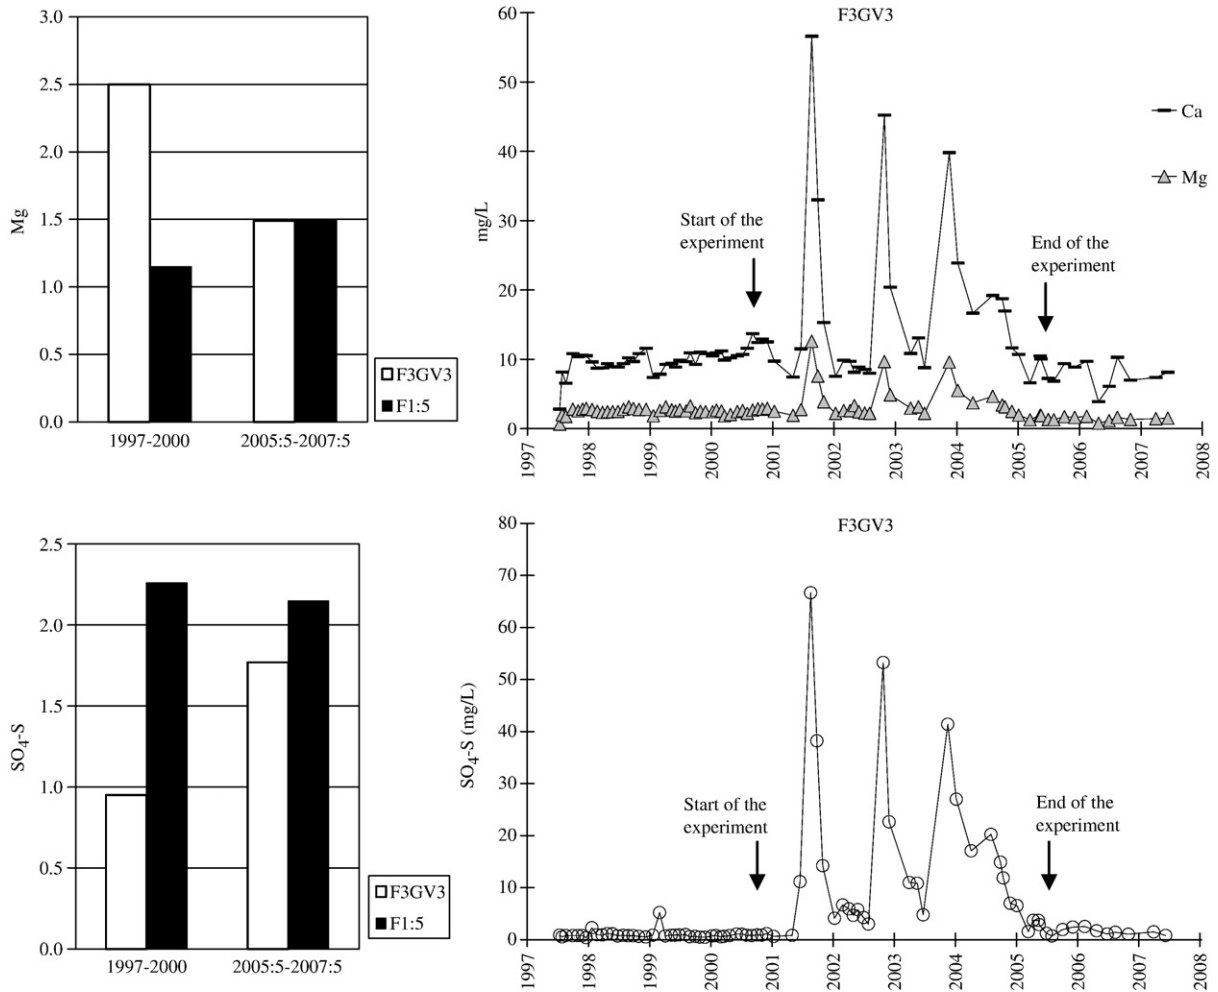 Mg
3.0
2.5
2.0
1.5
1.0
0.5
0.0
1997-2000
2005:5-2007:5
F3GV3
F1:5
F3GV3
mg/L
60
50
40
30
20
10
0
Start of the
experiment
End of the
experiment
Ca
Mg
1997
1998
1999
2000
2001
2002
2003
2004
2005
2006
2007
2008
SO4-S
2.5
2.0
1.5
1.0
0.5
0.0
1997-2000
2005:5-2007:5
F3GV3
F1:5
F3GV3
SO4-S (mg/L)
80
70
60
50
40
30
20
10
0
Start of the
experiment
End of the
experiment
1997
1998
1999
2000
2001
2002
2003
2004
2005
2006
2007
2008